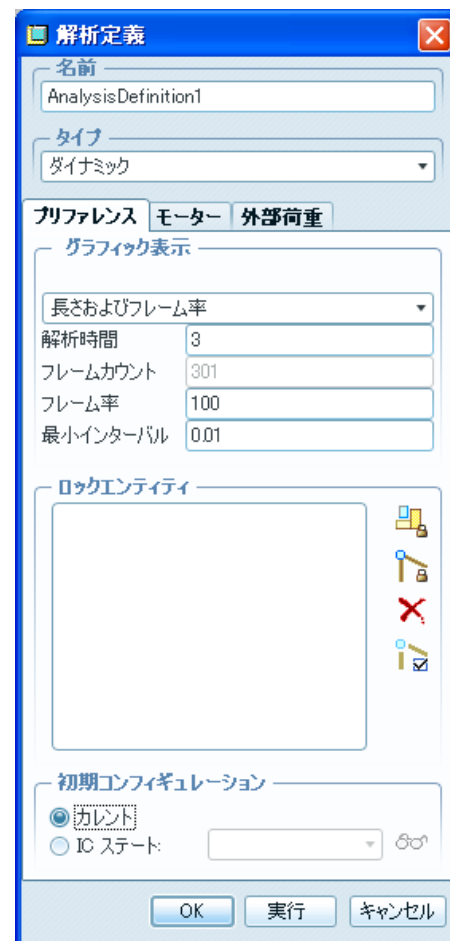 解析定義
名前
AnalysisDefinition1
タイプ
ダイナミック
プリファレンス モーター 外部荷重
グラフィック表示
長さおよびフレーム率
解析時間 3
フレームカウント 301
フレーム率 100
最小インターバル 0.01
ロックエンティティ
初期コンフィギュレーション
カレント
IC ステート:
OK 実行 キャンセル